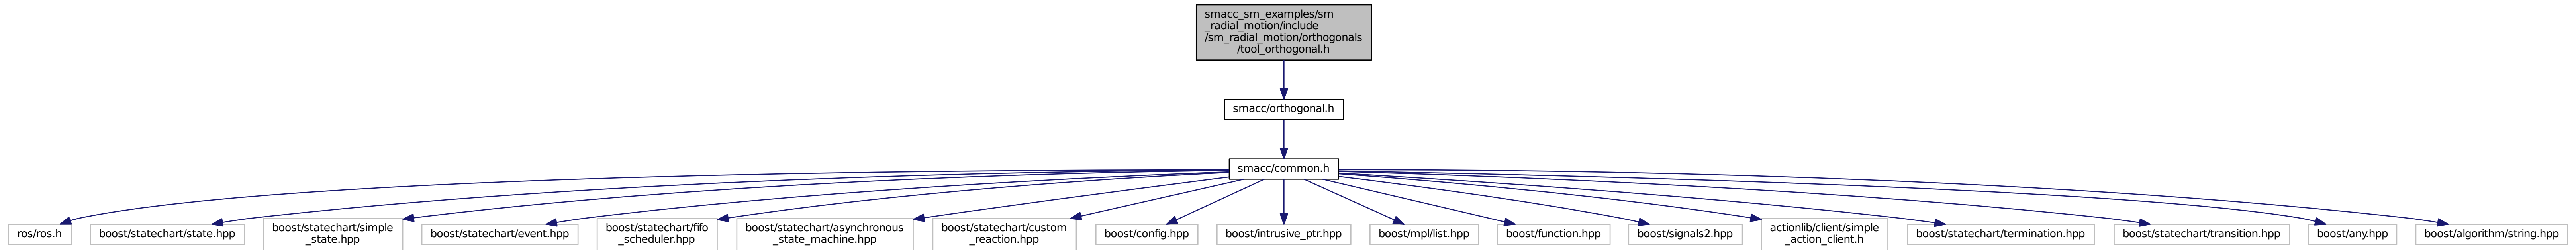 smacc_sm_examples/sm
_radial_motion/include
/sm_radial_motion/orthogonals
/tool_orthogonal.h
smacc/orthogonal.h
smacc/common.h
ros/ros.h
boost/statechart/state.hpp
boost/statechart/simple
_state.hpp
boost/statechart/event.hpp
boost/statechart/fifo
_scheduler.hpp
boost/statechart/asynchronous
_state_machine.hpp
boost/statechart/custom
_reaction.hpp
boost/config.hpp
boost/intrusive_ptr.hpp
boost/mpl/list.hpp
boost/function.hpp
boost/signals2.hpp
actionlib/client/simple
_action_client.h
boost/statechart/termination.hpp
boost/statechart/transition.hpp
boost/any.hpp
boost/algorithm/string.hpp